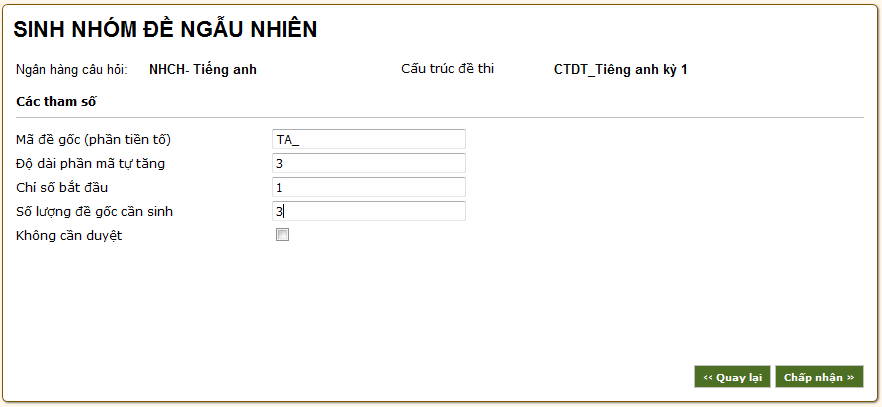 SINH NHÓM ĐỀ NGẪU NHIÊN
Ngân hàng câu hỏi: NHCH- Tiếng anh Cấu trúc đề thi CTDT_Tiêng anh kỳ 1
Các tham số
Mã đề gốc (phần tiền tố) TA_
Độ dài phần mã tự tăng 3
Chỉ số bắt đầu 1
Số lượng đề gốc cần sinh 3
Không cần duyệt
‹‹ Quay lại Chấp nhận »